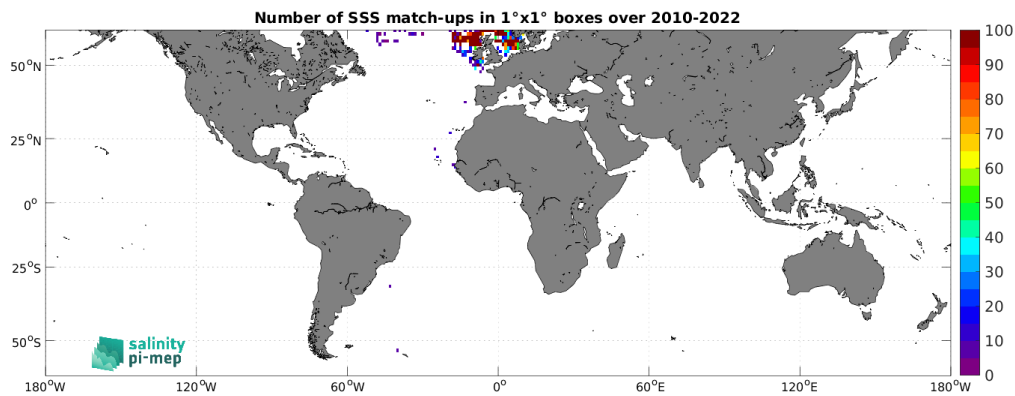 Number of SSS match-ups in 1°x1° boxes over 2010-2022
50°N
25°N
0°
25°S
50°S
180°W
120°W
60°W
0°
60°E
120°E
180°W
100
90
80
70
60
50
40
30
20
10
0
salinity
pi-mep